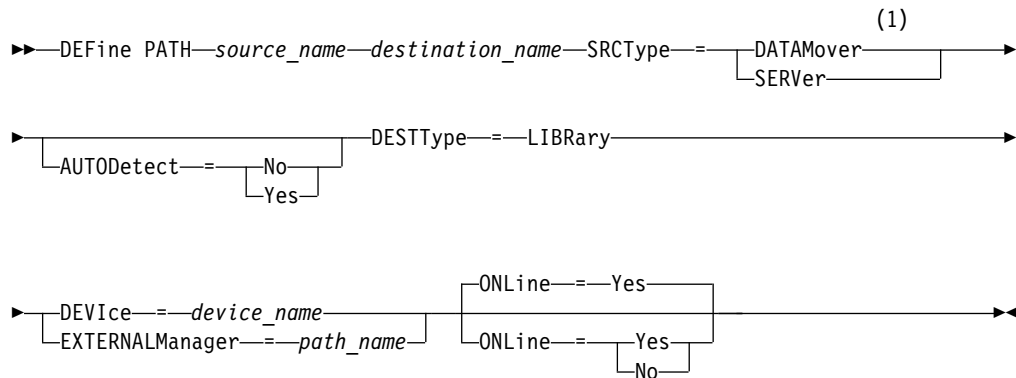 (1)
DEFine PATH source_name destination_name SRCType = DATAMover
SERVer
AUTODetect = No DESTType = LIBRary
Yes
ONLine = Yes
DEVIce = device_name
EXTERNALManager = path_name ONLine = Yes
No